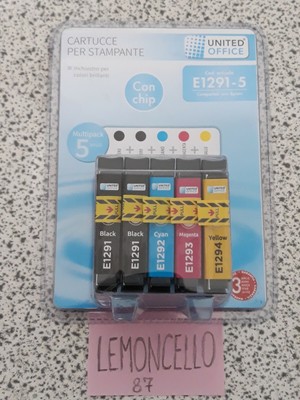 CARTUCCE
PER STAMPANTE
UNITED
OFFICE
Con
chip
E1291-5
Multipack
5
Black
E1291
Black
E1291
Cyan
E1292
Magenta
E1293
Yellow
E1294
3
LEMONCELLO
87